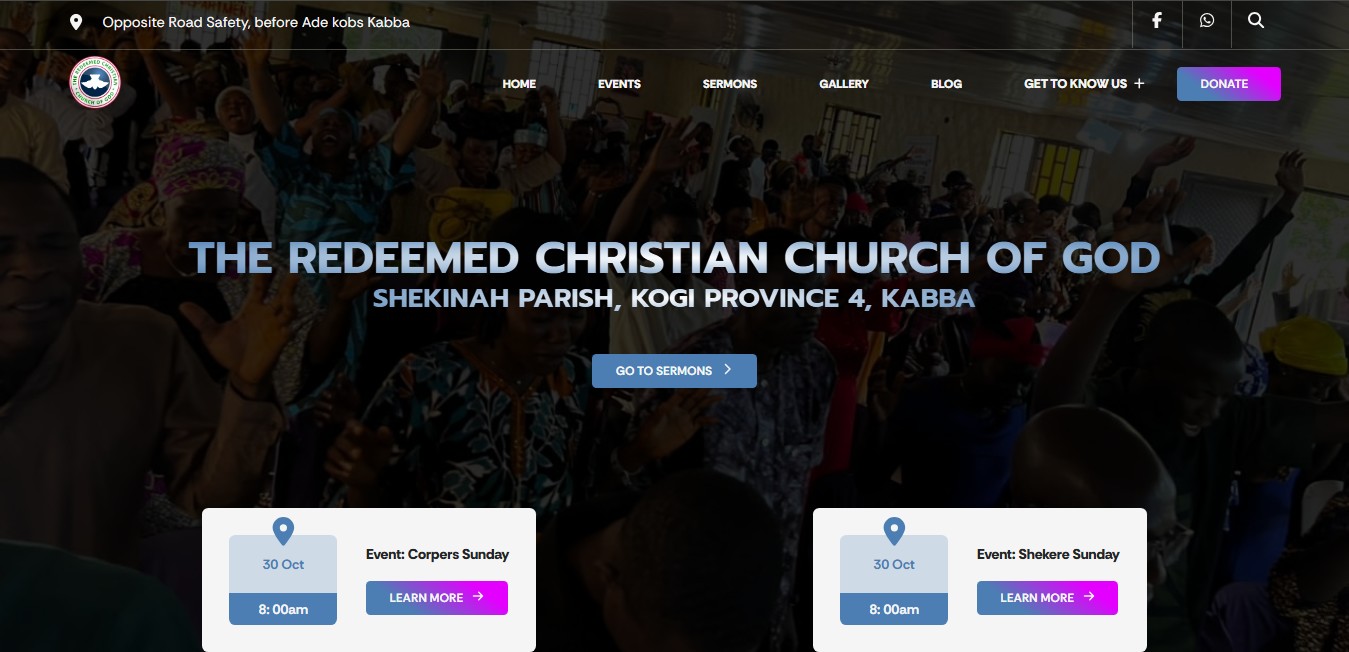 Opposite Road Safety, before Ade kobs Kabba
THE REDEEMED CHRISTIAN CHURCH OF GOD
HOME EVENTS SERMONS GALLERY BLOG GET TO KNOW US + DONATE
THE REDEEMED CHRISTIAN CHURCH OF GOD
SHEKINAH PARISH, KOGI PROVINCE 4, KABBA
GO TO SERMONS
30 Oct
8: 00am
Event: Corpers Sunday
LEARN MORE
30 Oct
8: 00am
Event: Shekere Sunday
LEARN MORE